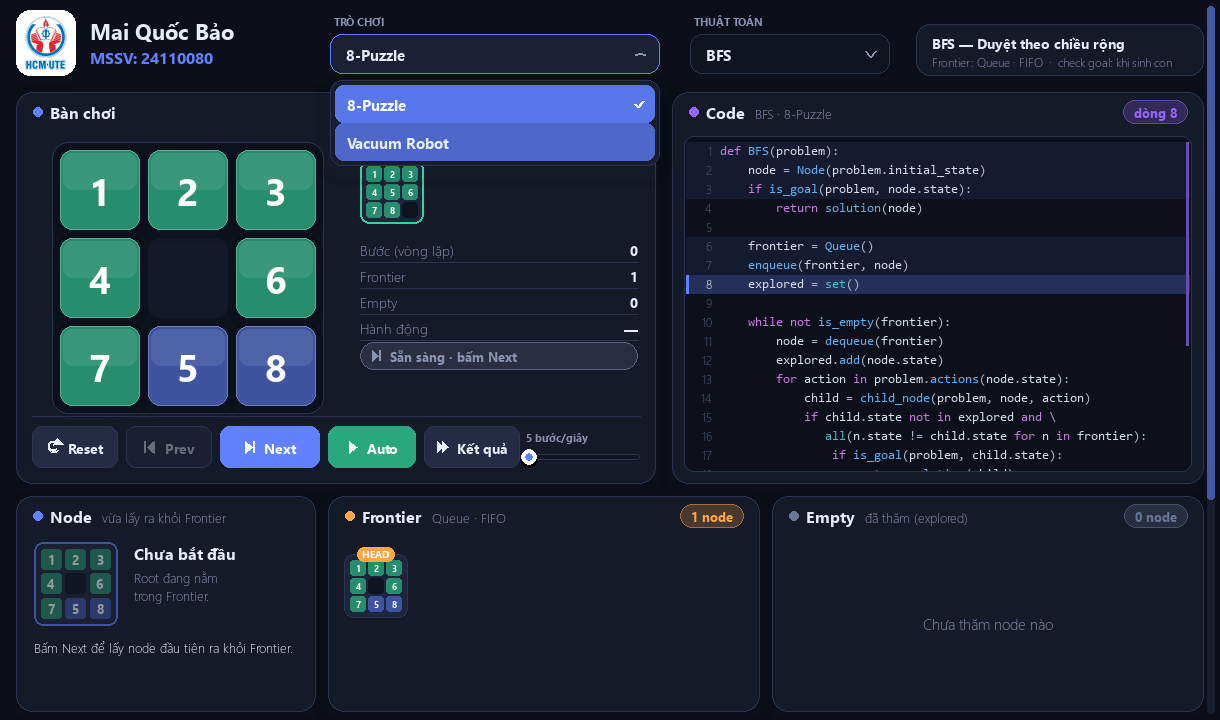 HCM·UTE
Mai Quốc Bảo
MSSV: 24110080
TRÒ CHƠI
8-Puzzle
8-Puzzle
Vacuum Robot
THUẬT TOÁN
BFS
BFS — Duyệt theo chiều rộng
Frontier: Queue · FIFO · check goal: khi sinh con
Bàn chơi
1 2 3
4 6
7 5 8
1 2 3
4 5 6
7 8
Bước (vòng lặp) 0
Frontier 1
Empty 0
Hành động —
Sẵn sàng · bấm Next
Reset
Prev
Next
Auto
Kết quả
5 bước/giây
Code BFS · 8-Puzzle
dòng 8
1 def BFS(problem):
2     node = Node(problem.initial_state)
3     if is_goal(problem, node.state):
4         return solution(node)
5
6     frontier = Queue()
7     enqueue(frontier, node)
8     explored = set()
9
10     while not is_empty(frontier):
11         node = dequeue(frontier)
12         explored.add(node.state)
13         for action in problem.actions(node.state):
14             child = child_node(problem, node, action)
15             if child.state not in explored and \
16                all(n.state != child.state for n in frontier):
17                 if is_goal(problem, child.state):
Node vừa lấy ra khỏi Frontier
1 2 3
4 6
7 5 8
Chưa bắt đầu
Root đang nằm
trong Frontier.
Bấm Next để lấy node đầu tiên ra khỏi Frontier.
Frontier Queue · FIFO
1 node
HEAD
1 2 3
4 6
7 5 8
Empty đã thăm (explored)
0 node
Chưa thăm node nào